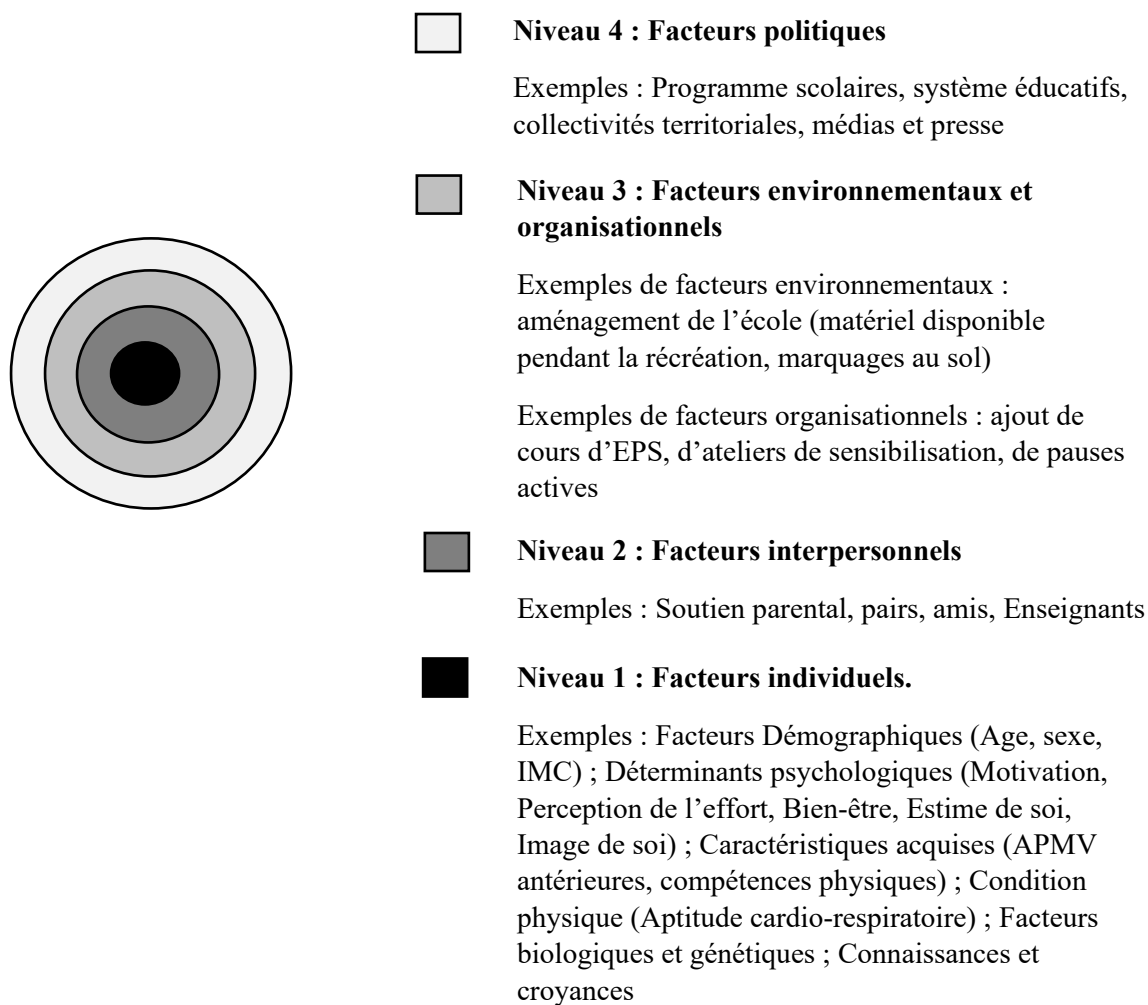 Niveau 4 : Facteurs politiques
Exemples : Programme scolaires, système éducatifs,
collectivités territoriales, médias et presse
Niveau 3 : Facteurs environnementaux et
organisationnels
Exemples de facteurs environnementaux :
aménagement de l’école (matériel disponible
pendant la récréation, marquages au sol)
Exemples de facteurs organisationnels : ajout de
cours d’EPS, d’ateliers de sensibilisation, de pauses
actives
Niveau 2 : Facteurs interpersonnels
Exemples : Soutien parental, pairs, amis, Enseignants
Niveau 1 : Facteurs individuels.
Exemples : Facteurs Démographiques (Age, sexe,
IMC) ; Déterminants psychologiques (Motivation,
Perception de l’effort, Bien-être, Estime de soi,
Image de soi) ; Caractéristiques acquises (APMV
antérieures, compétences physiques) ; Condition
physique (Aptitude cardio-respiratoire) ; Facteurs
biologiques et génétiques ; Connaissances et
croyances